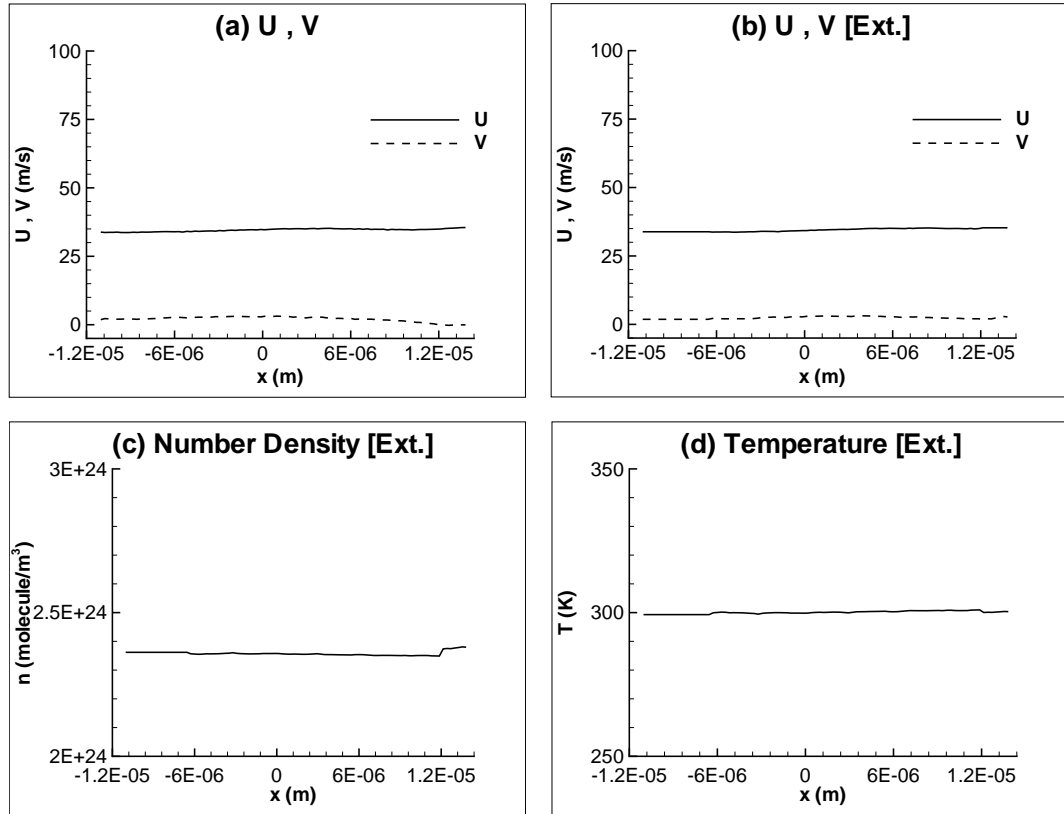 (a) U , V
100
75
50
25
0
U , V (m/s)
U
V
-1.2E-05 -6E-06 0 6E-06 1.2E-05
x (m)
(b) U , V [Ext.]
100
75
50
25
0
U , V (m/s)
U
V
-1.2E-05 -6E-06 0 6E-06 1.2E-05
x (m)
(c) Number Density [Ext.]
3E+24
2.5E+24
2E+24
n (molecule/m³)
-1.2E-05 -6E-06 0 6E-06 1.2E-05
x (m)
(d) Temperature [Ext.]
350
300
250
T (K)
-1.2E-05 -6E-06 0 6E-06 1.2E-05
x (m)